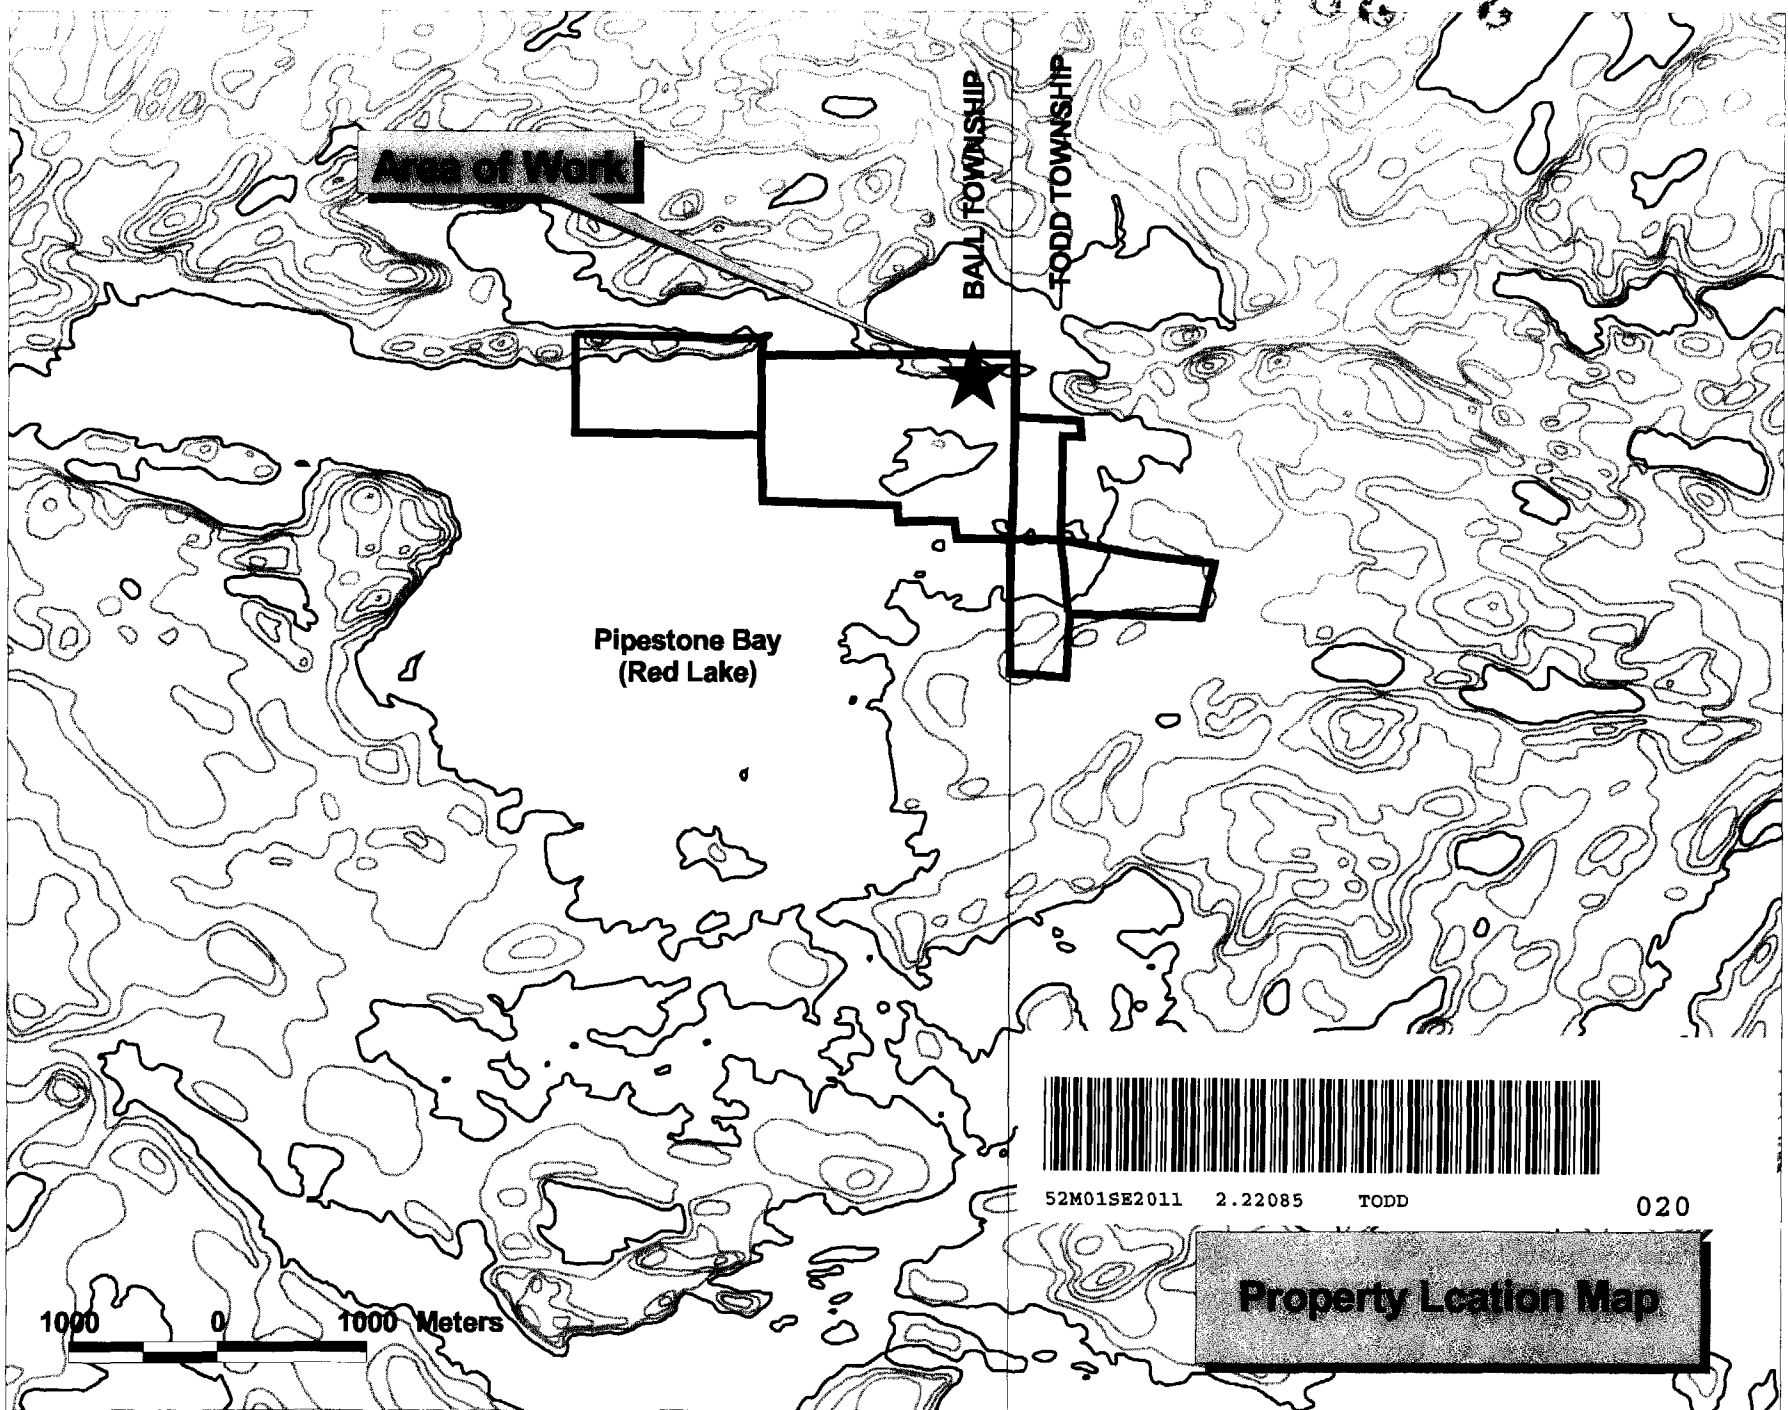 BALL TOWNSHIP
TODD TOWNSHIP
Area of Work
Pipestone Bay
(Red Lake)
52M01SE2011 2.22085 TODD 020
Property Lcation Map
1000 0 1000 Meters